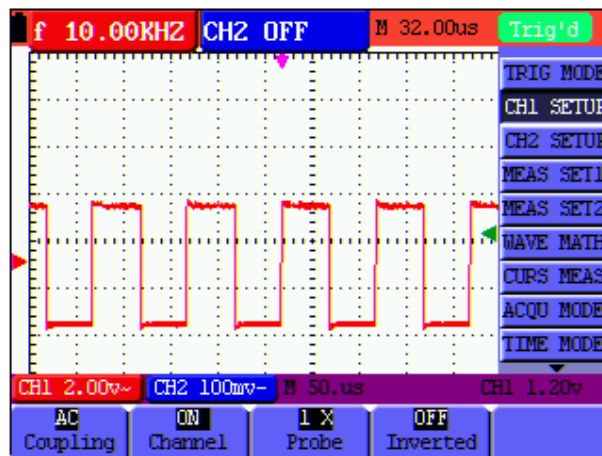 f 10.00KHZ CH2 OFF M 32.00us Trig'd
TRIG MODE
CH1 SETUP
CH2 SETUP
MEAS SET1
MEAS SET2
WAVE MATH
CURS MEAS
ACQU MODE
TIME MODE
CH1 2.00v~ CH2 100mv- M 50.us CH1 1.20v
AC ON 1 X OFF
Coupling Channel Probe Inverted